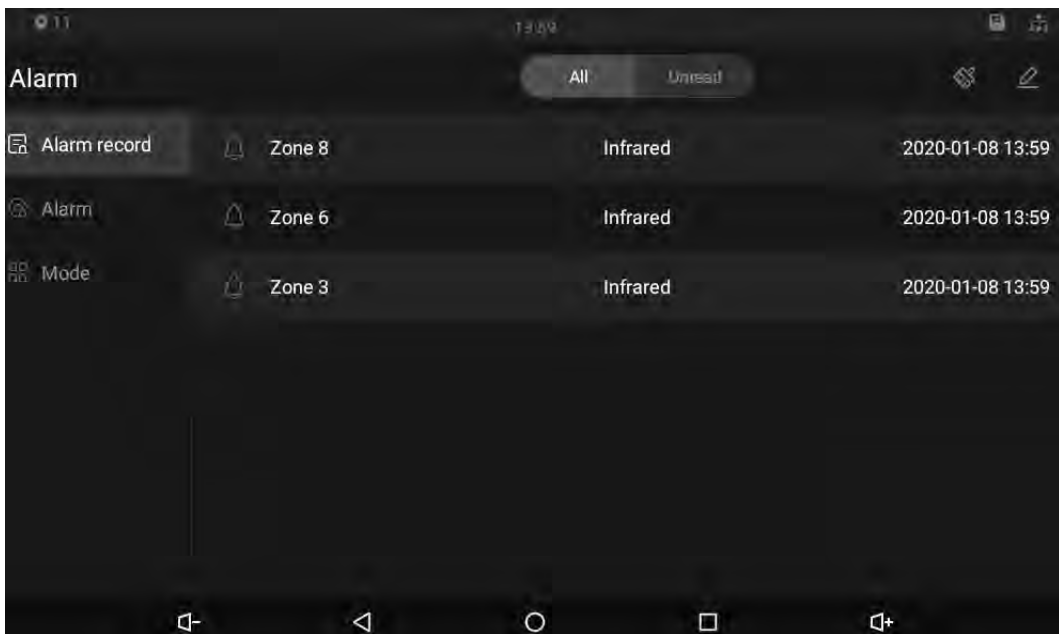 11
13:59
Alarm
All
Unread
Alarm record
Zone 8
Infrared
2020-01-08 13:59
Alarm
Zone 6
Infrared
2020-01-08 13:59
Mode
Zone 3
Infrared
2020-01-08 13:59